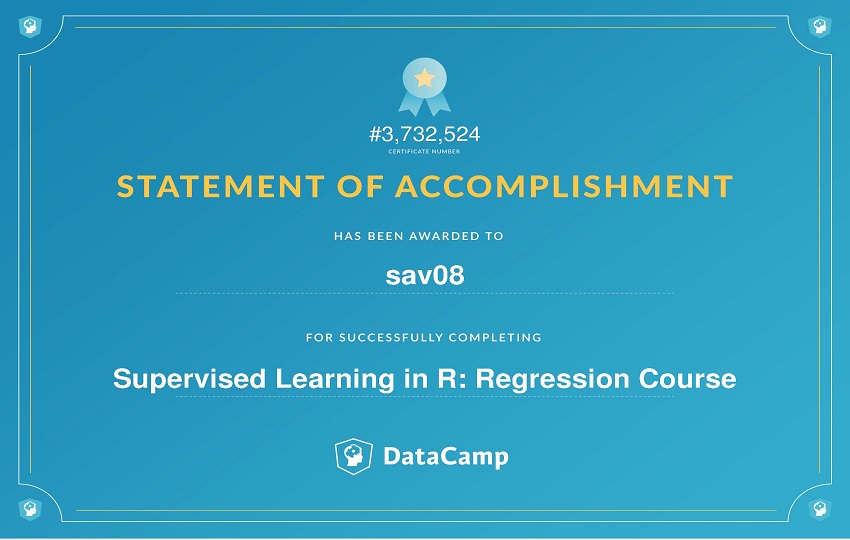 #3,732,524
CERTIFICATE NUMBER
STATEMENT OF ACCOMPLISHMENT
HAS BEEN AWARDED TO
sav08
FOR SUCCESSFULLY COMPLETING
Supervised Learning in R: Regression Course
DataCamp